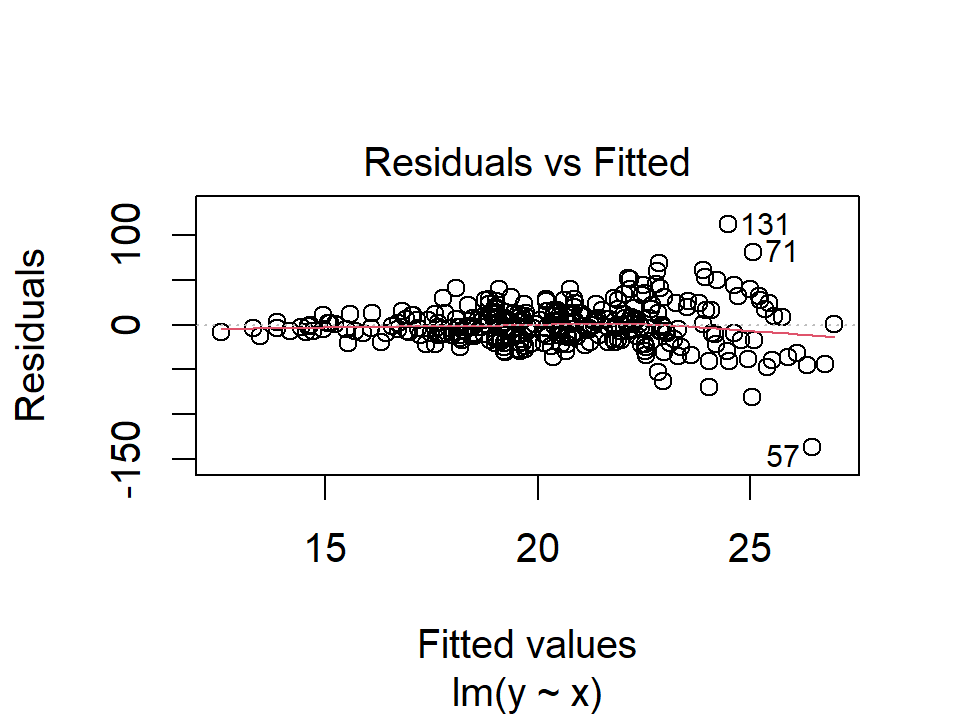 Residuals vs Fitted
Residuals
100
0
-150
131
71
57
15 20 25
Fitted values
lm(y ~ x)